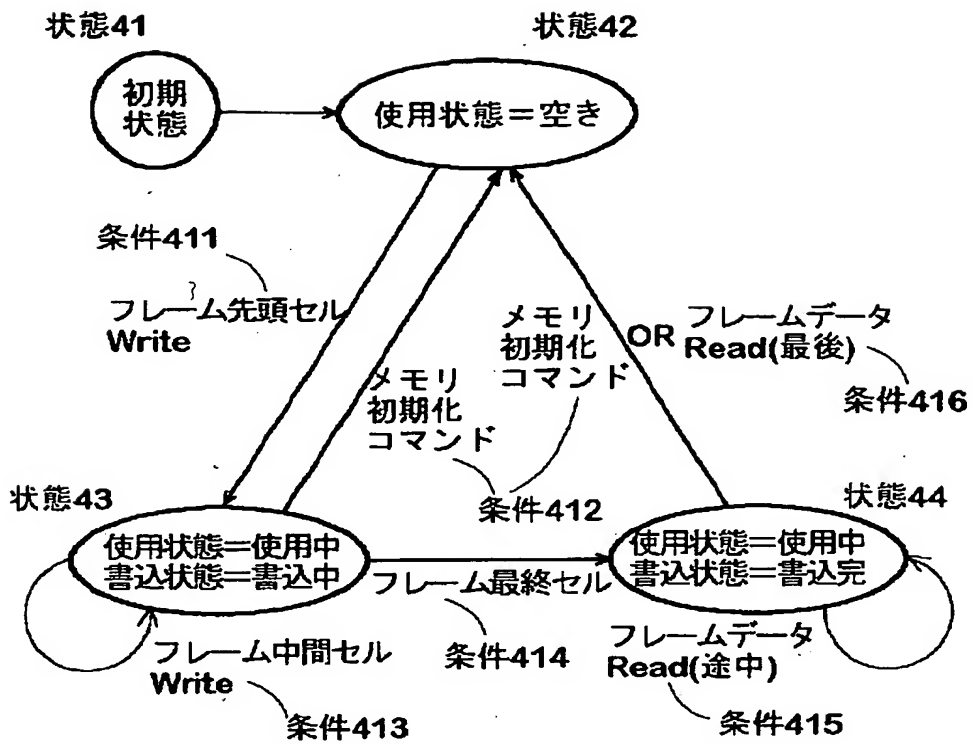 状態41
状態42
初期
状態
使用状態＝空き
条件411
フレーム先頭セル
Write
メモリ
初期化
コマンド
メモリ
初期化
コマンド
OR
フレームデータ
Read(最後)
条件416
条件412
状態43
状態44
使用状態＝使用中
書込状態＝書込中
使用状態＝使用中
書込状態＝書込完
フレーム最終セル
条件414
フレーム中間セル
Write
条件413
フレームデータ
Read(途中)
条件415